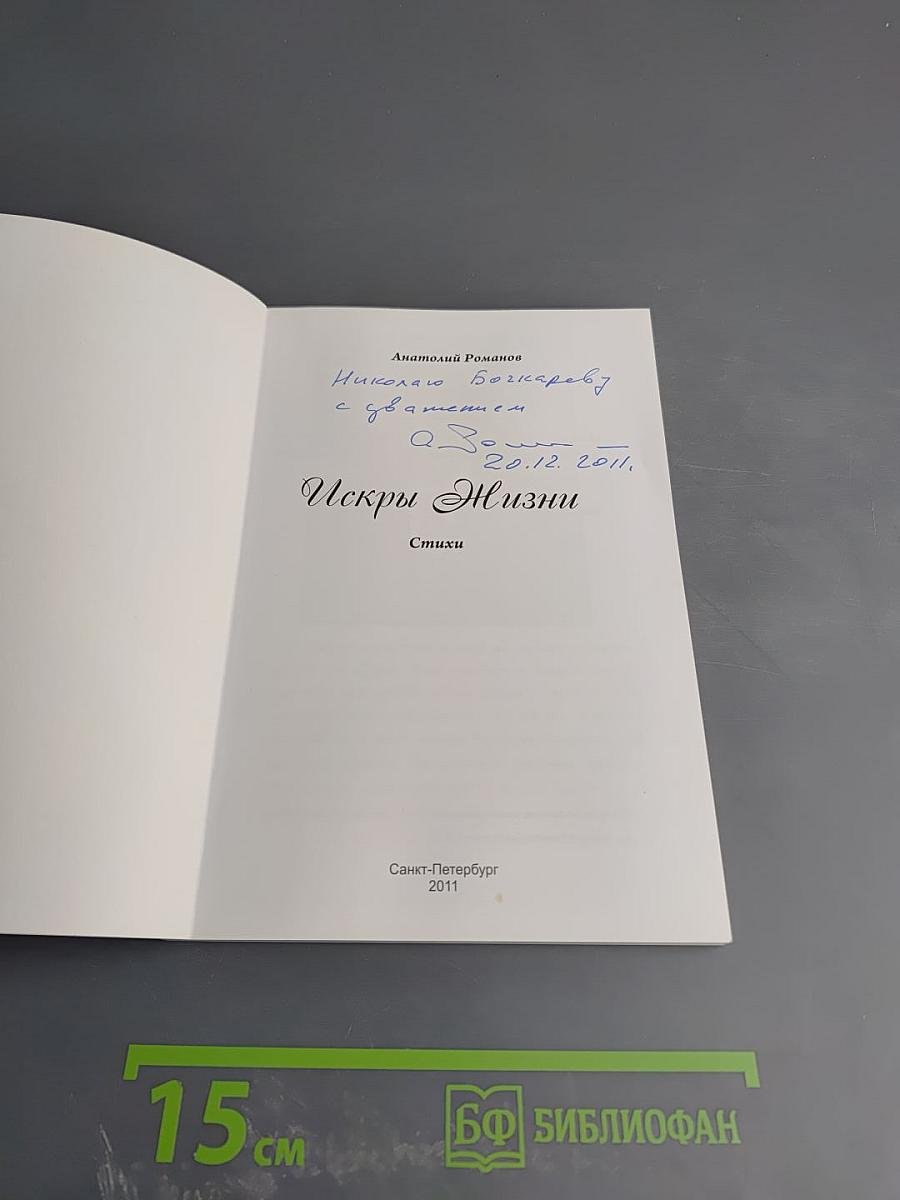 Анатолий Романов
Николаю Бочкареву
с уважением
20.12.2011.
Искры Жизни
Стихи
Санкт-Петербург
2011
15 см
БФ БИБЛИОФАН